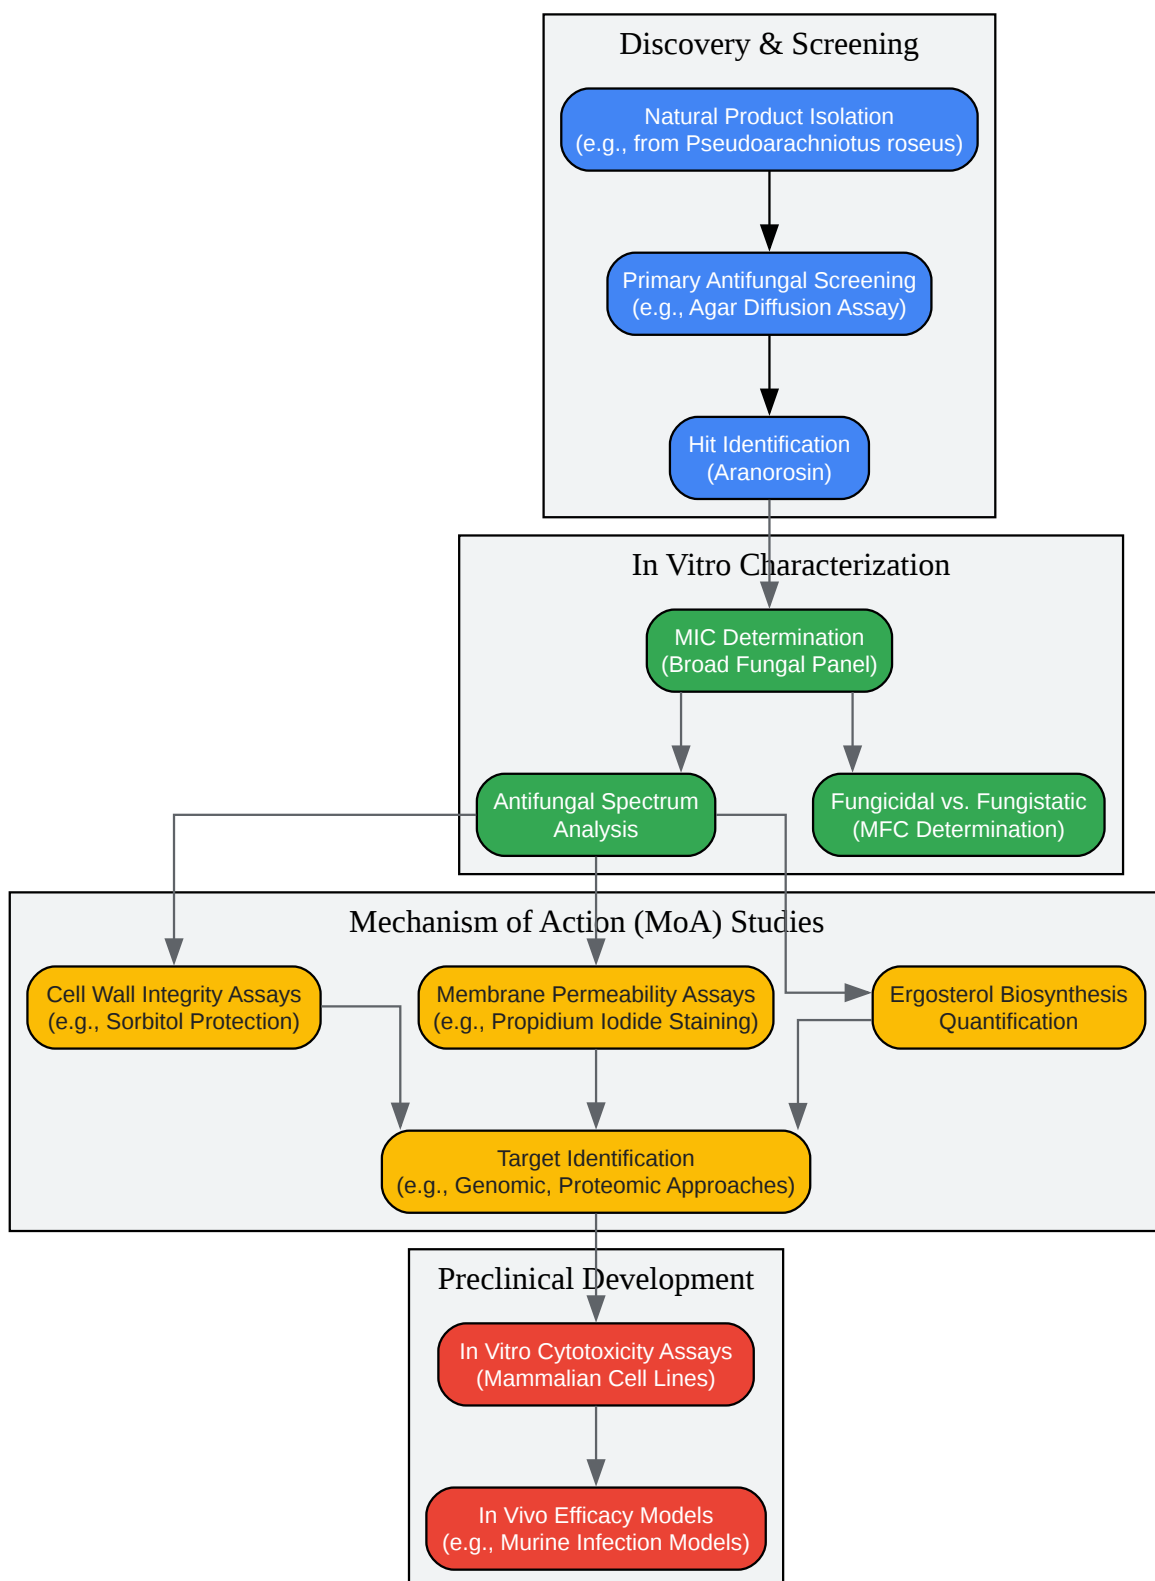 Discovery & Screening
Natural Product Isolation
(e.g., from Pseudoarachniotus roseus)
Primary Antifungal Screening
(e.g., Agar Diffusion Assay)
Hit Identification
(Aranorosin)
In Vitro Characterization
MIC Determination
(Broad Fungal Panel)
Antifungal Spectrum
Analysis
Fungicidal vs. Fungistatic
(MFC Determination)
Mechanism of Action (MoA) Studies
Cell Wall Integrity Assays
(e.g., Sorbitol Protection)
Membrane Permeability Assays
(e.g., Propidium Iodide Staining)
Ergosterol Biosynthesis
Quantification
Target Identification
(e.g., Genomic, Proteomic Approaches)
Preclinical Development
In Vitro Cytotoxicity Assays
(Mammalian Cell Lines)
In Vivo Efficacy Models
(e.g., Murine Infection Models)